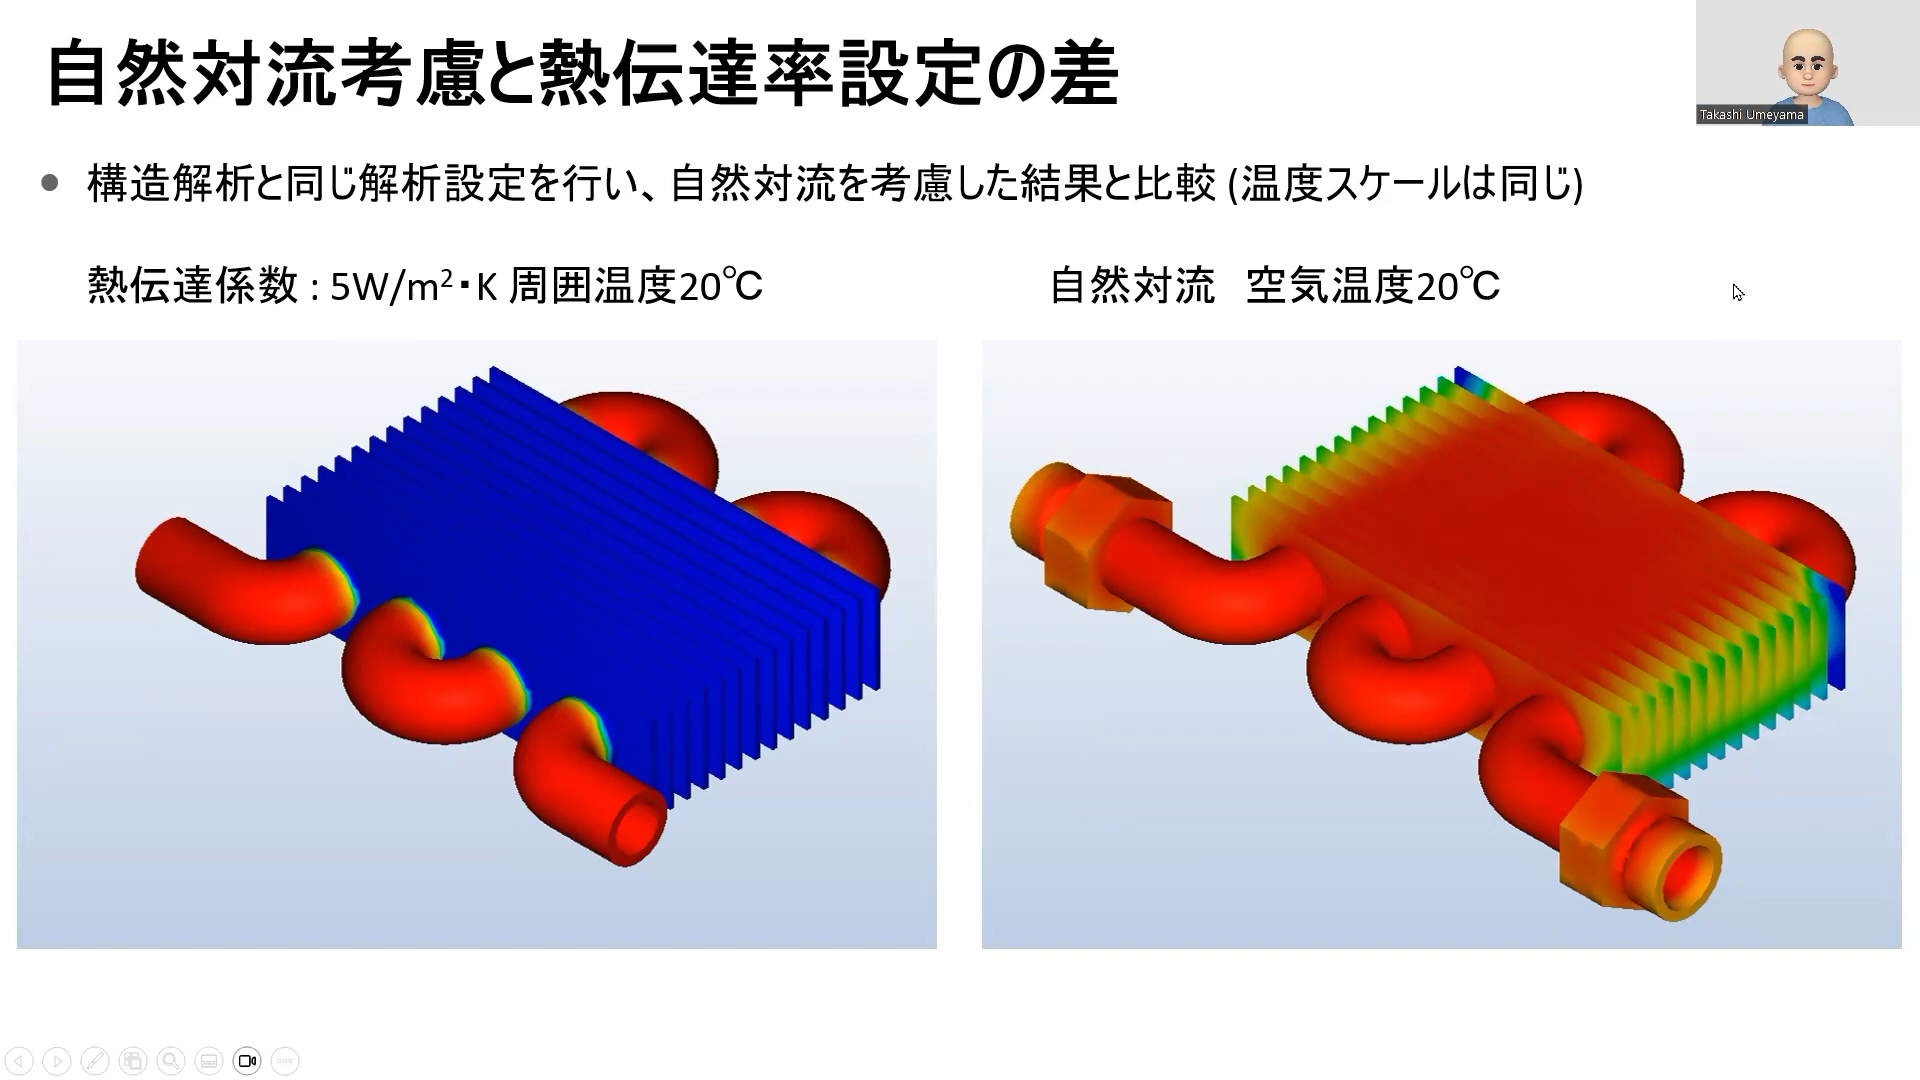 自然対流考慮と熱伝達率設定の差
Takashi Umeyama
構造解析と同じ解析設定を行い、自然対流を考慮した結果と比較 (温度スケールは同じ)
熱伝達係数 : 5W/m²・K 周囲温度20℃
自然対流　空気温度20℃